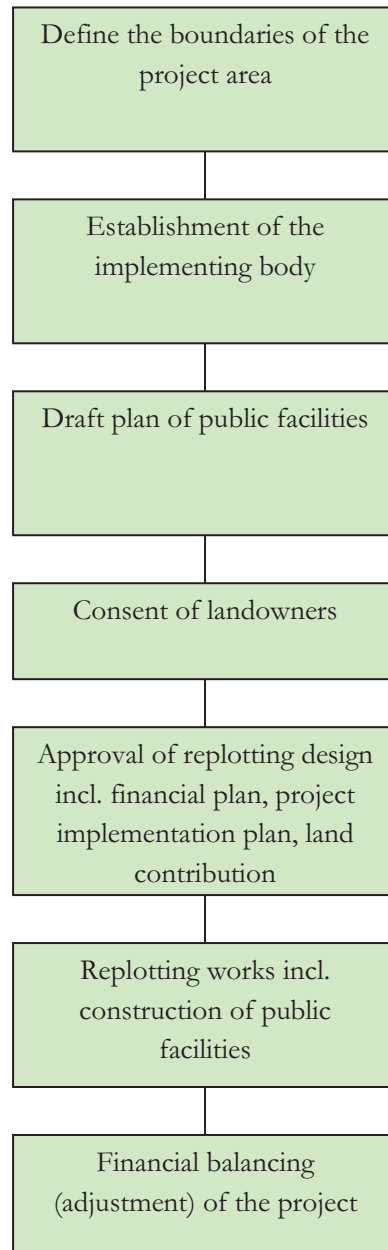 Define the boundaries of the
project area
Establishment of the
implementing body
Draft plan of public facilities
Consent of landowners
Approval of replotting design
incl. financial plan, project
implementation plan, land
contribution
Replotting works incl.
construction of public
facilities
Financial balancing
(adjustment) of the project